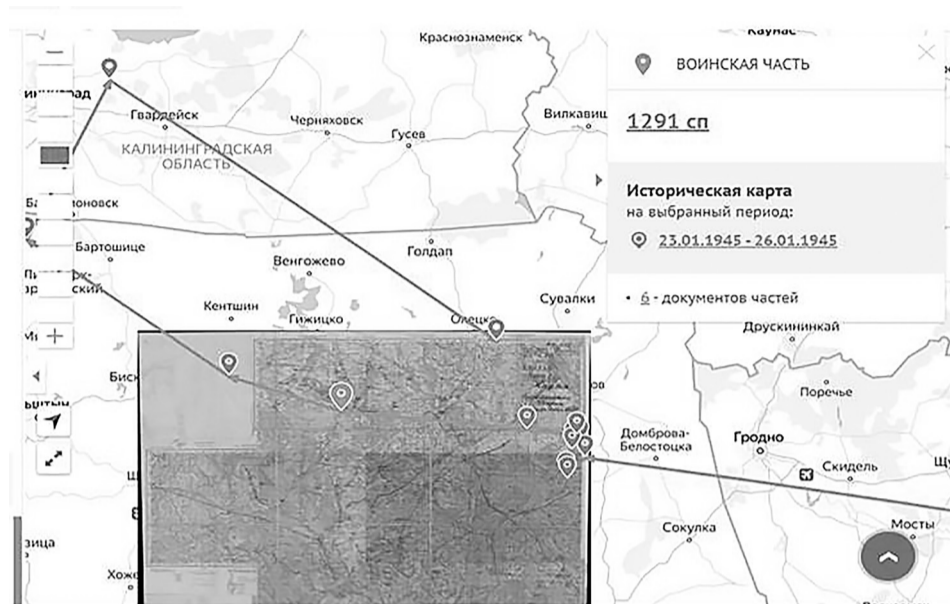 Краснознаменск
Каунас
ВОИНСКАЯ ЧАСТЬ
1291 сп
Историческая карта
на выбранный период:
23.01.1945 - 26.01.1945
• 6 - документов частей
Гвардейск
Черняховск
Гусев
КАЛИНИНГРАДСКАЯ
ОБЛАСТЬ
Бартошице
Венгожево
Голдап
Кентшин
Гижицко
Олецко
Сувалки
Друскининкай
Поречье
Домброва-
Белостоцка
Гродно
Скидель
Сокулка
Мосты